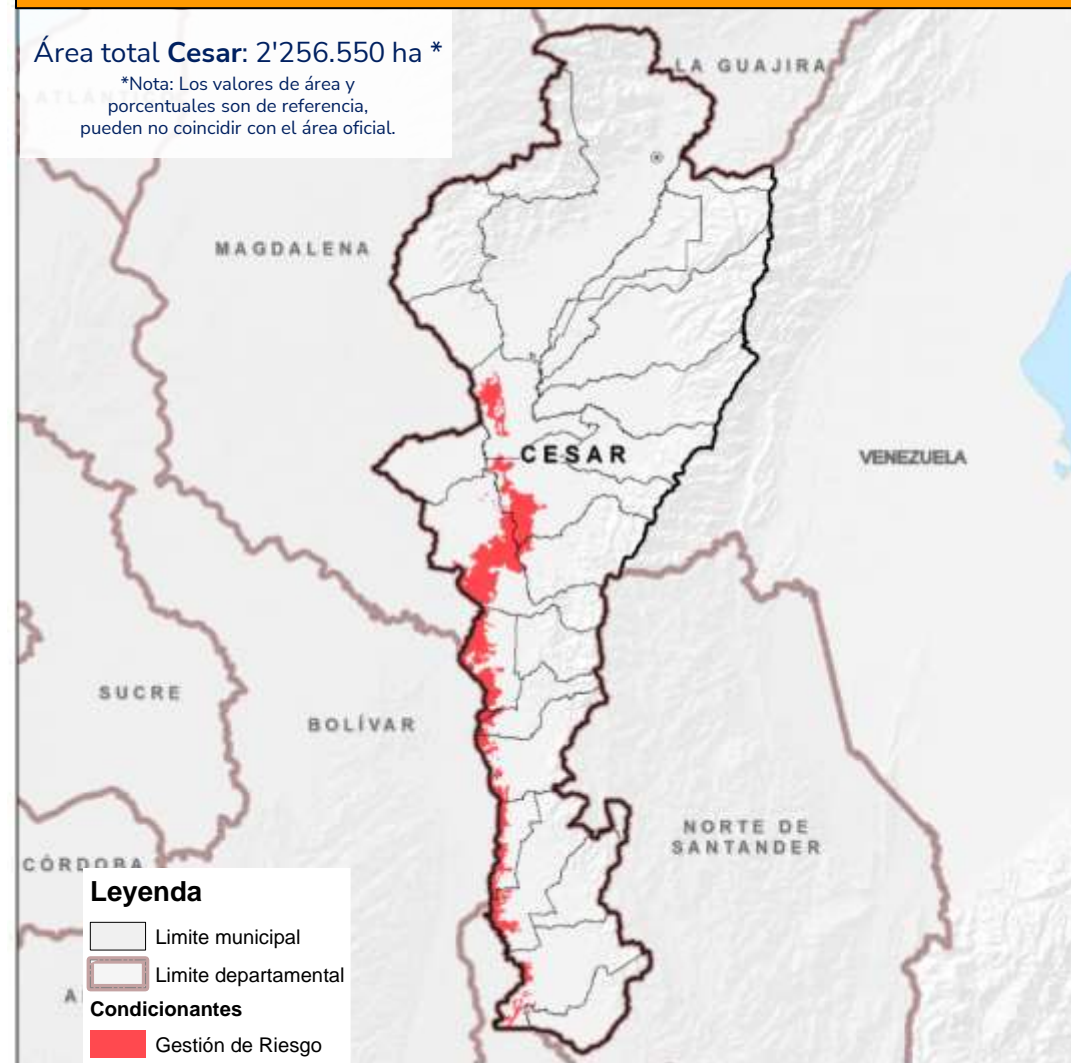 Área total Cesar: 2'256.550 ha *
*Nota: Los valores de área y
porcentuales son de referencia,
pueden no coincidir con el área oficial.
LA GUAJIRA
MAGDALENA
CESAR
VENEZUELA
SUCRE
BOLÍVAR
NORTE DE
SANTANDER
CÓRDOBA
Leyenda
Limite municipal
Limite departamental
Condicionantes
Gestión de Riesgo